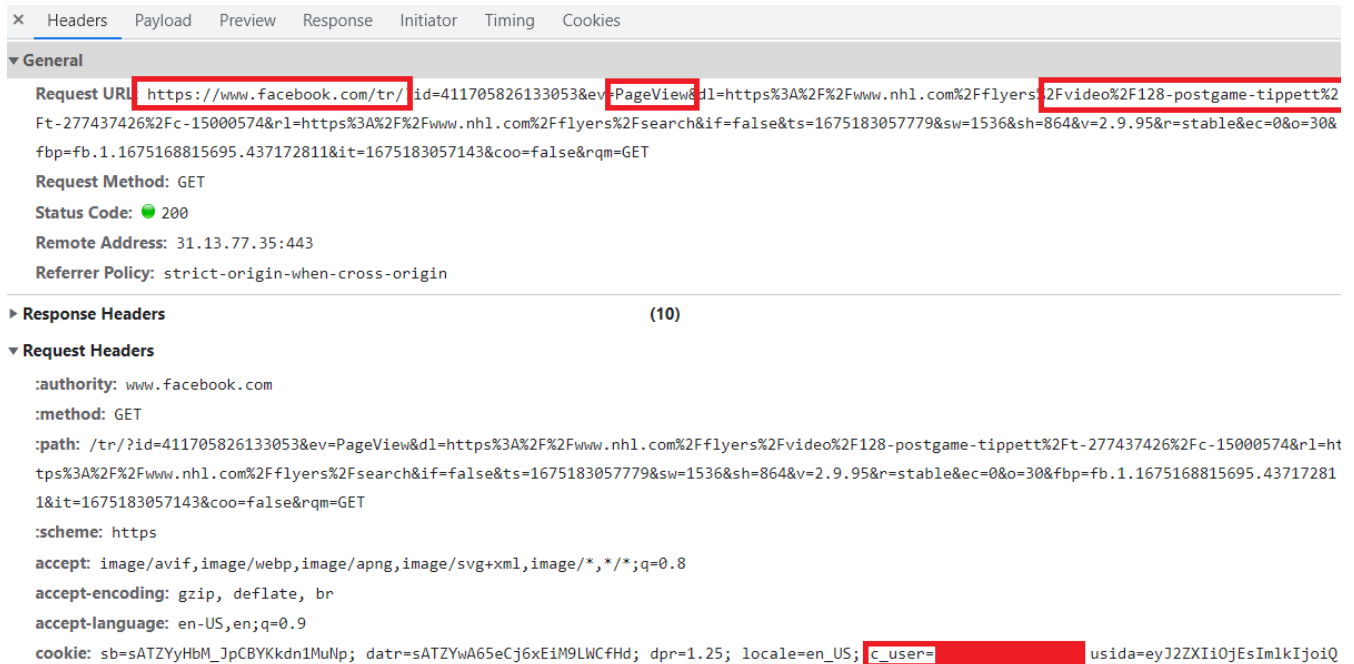 × Headers Payload Preview Response Initiator Timing Cookies
▼ General
Request URL: https://www.facebook.com/tr/?id=411705826133053&ev=PageView&dl=https%3A%2F%2Fwww.nhl.com%2Fflyers%2Fvideo%2F128-postgame-tippett%2
Ft-277437426%2Fc-15000574&rl=https%3A%2F%2Fwww.nhl.com%2Fflyers%2Fsearch&if=false&ts=1675183057779&sw=1536&sh=864&v=2.9.95&r=stable&ec=0&o=30&
fbp=fb.1.1675168815695.437172811&it=1675183057143&coo=false&rqm=GET
Request Method: GET
Status Code: 200
Remote Address: 31.13.77.35:443
Referrer Policy: strict-origin-when-cross-origin
▶ Response Headers (10)
▼ Request Headers
:authority: www.facebook.com
:method: GET
:path: /tr/?id=411705826133053&ev=PageView&dl=https%3A%2F%2Fwww.nhl.com%2Fflyers%2Fvideo%2F128-postgame-tippett%2Ft-277437426%2Fc-15000574&rl=ht
tps%3A%2F%2Fwww.nhl.com%2Fflyers%2Fsearch&if=false&ts=1675183057779&sw=1536&sh=864&v=2.9.95&r=stable&ec=0&o=30&fbp=fb.1.1675168815695.43717281
1&it=1675183057143&coo=false&rqm=GET
:scheme: https
accept: image/avif,image/webp,image/apng,image/svg+xml,image/*,*/*;q=0.8
accept-encoding: gzip, deflate, br
accept-language: en-US,en;q=0.9
cookie: sb=sATZYyHbM_JpCBYKkdn1MuNp; datr=sATZYwA65eCj6xEiM9LWCfHd; dpr=1.25; locale=en_US; c_user= usida=eyJ2ZXIiOjEsImlkIjoiQ